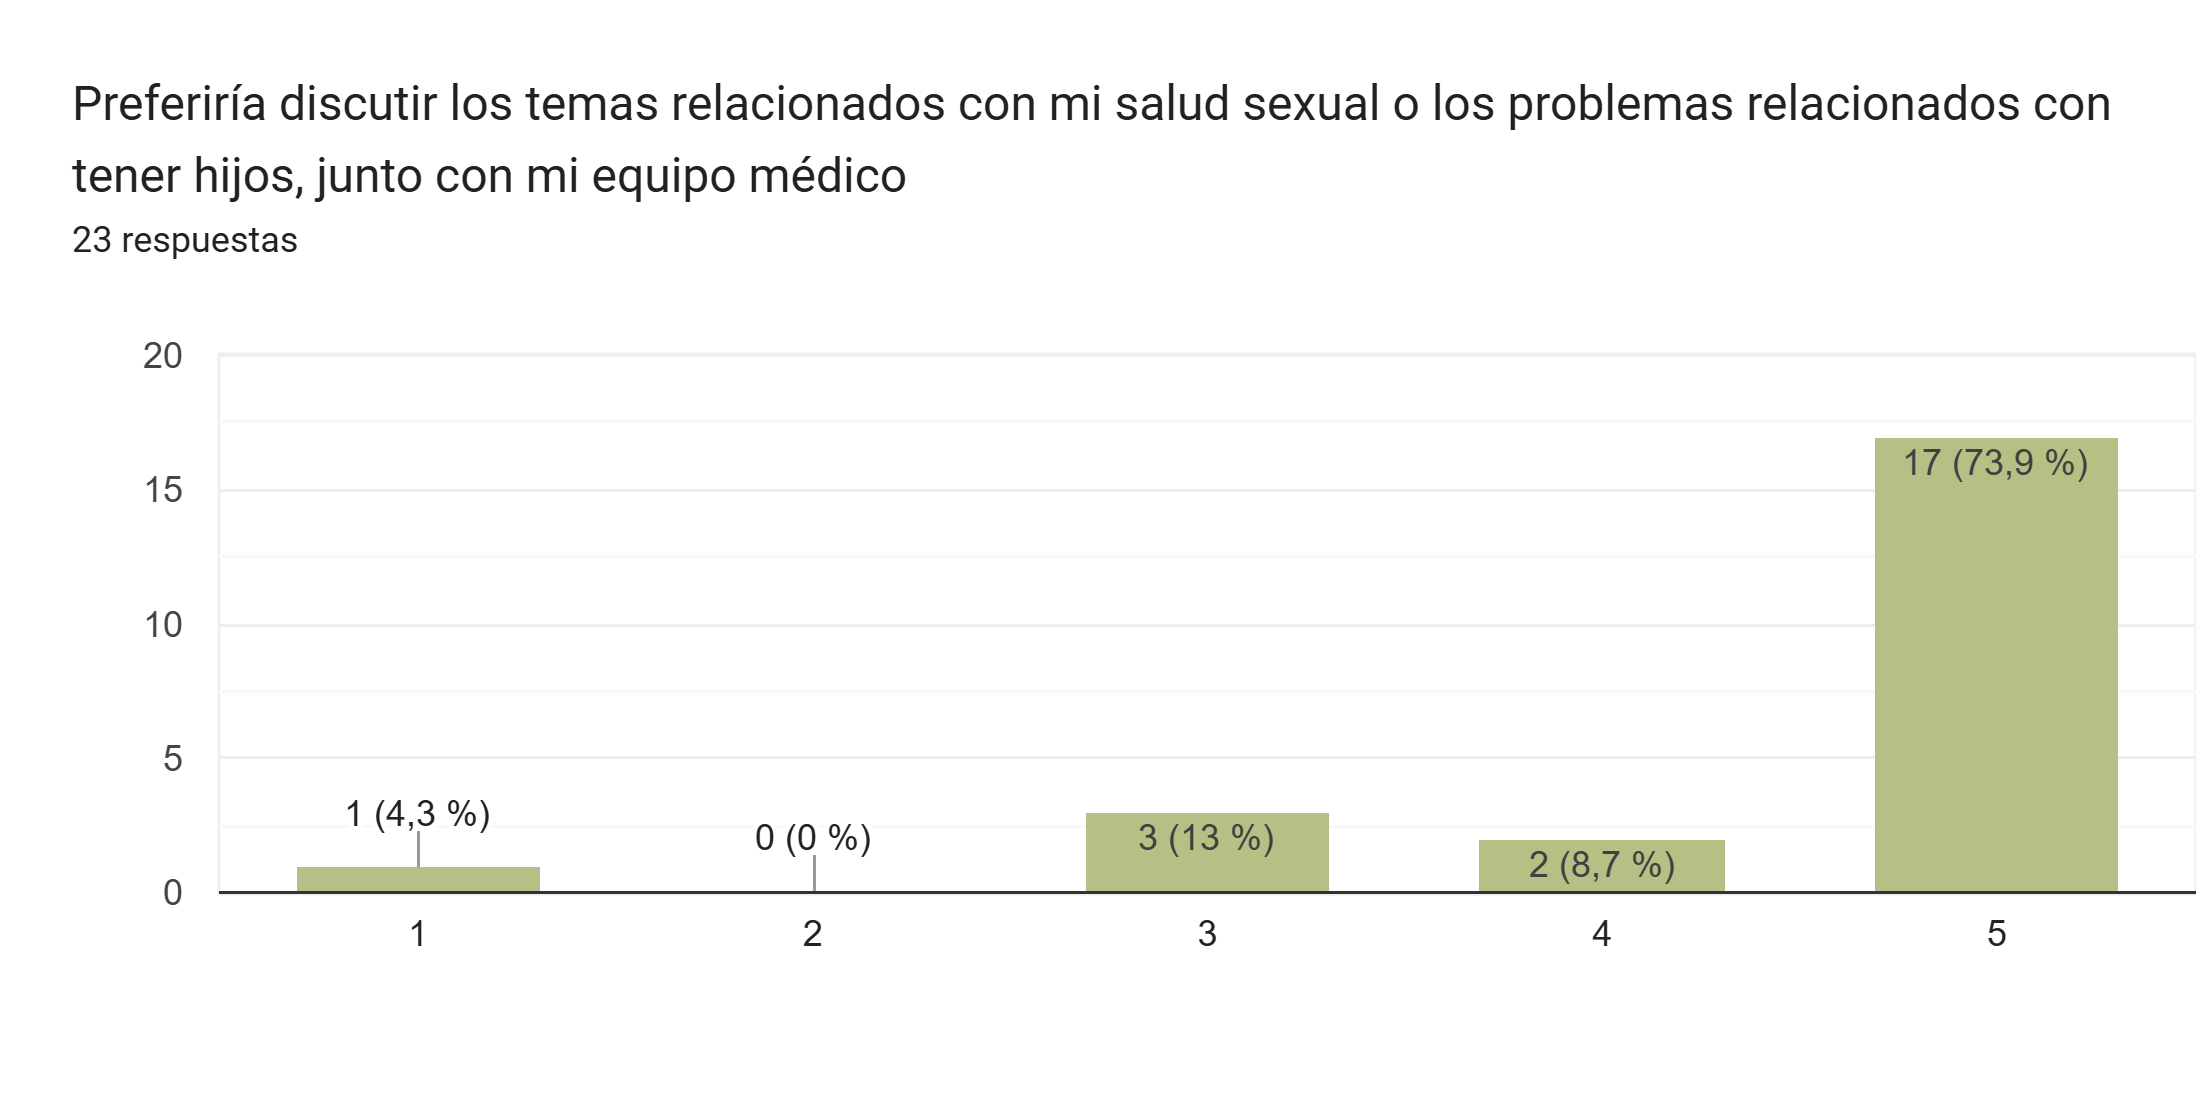 Preferiría discutir los temas relacionados con mi salud sexual o los problemas relacionados con
tener hijos, junto con mi equipo médico
23 respuestas
20
15
10
5
0
1 (4,3 %)
0 (0 %)
3 (13 %)
2 (8,7 %)
17 (73,9 %)
1
2
3
4
5